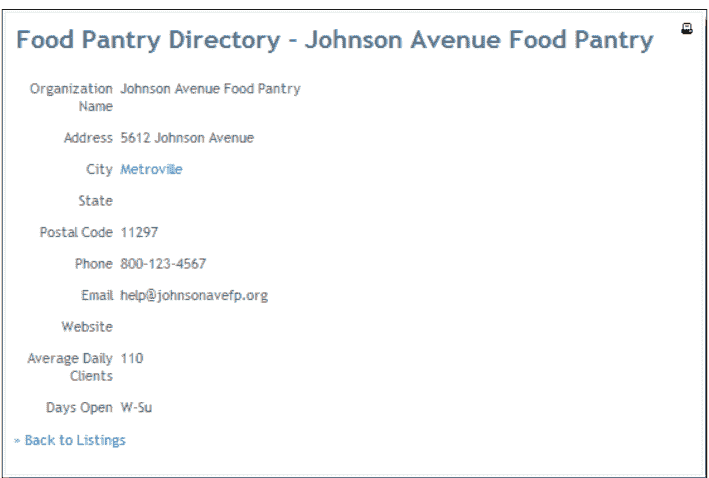 Food Pantry Directory - Johnson Avenue Food Pantry
Organization Name Johnson Avenue Food Pantry
Address 5612 Johnson Avenue
City Metroville
State
Postal Code 11297
Phone 800-123-4567
Email help@johnsonavefp.org
Website
Average Daily Clients 110
Days Open W-Su
» Back to Listings